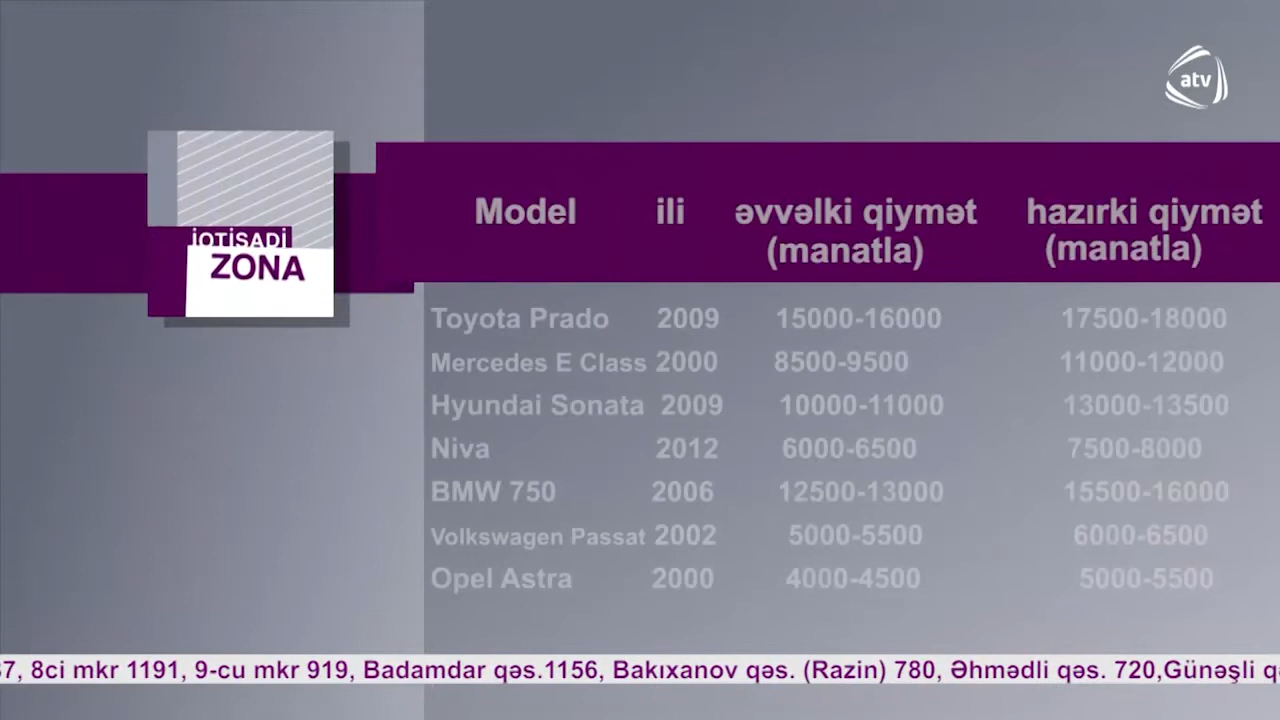 atv
İQTİSADİ
ZONA
Model ili əvvəlki qiymət hazırki qiymət
(manatla) (manatla)
Toyota Prado 2009 15000-16000 17500-18000
Mercedes E Class 2000 8500-9500 11000-12000
Hyundai Sonata 2009 10000-11000 13000-13500
Niva 2012 6000-6500 7500-8000
BMW 750 2006 12500-13000 15500-16000
Volkswagen Passat 2002 5000-5500 6000-6500
Opel Astra 2000 4000-4500 5000-5500
7, 8ci mkr 1191, 9-cu mkr 919, Badamdar qəs.1156, Bakıxanov qəs. (Razin) 780, Əhmədli qəs. 720,Günəşli